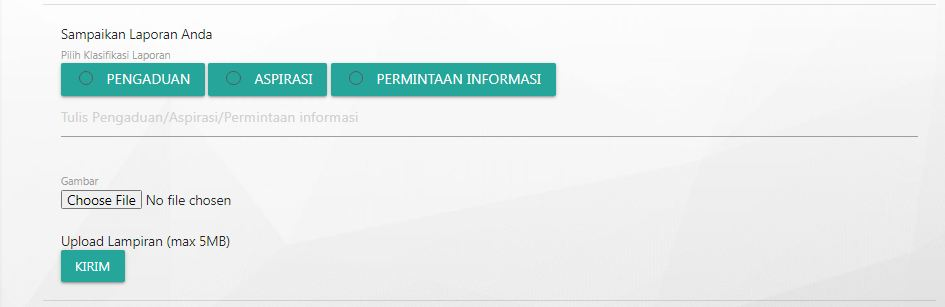 Sampaikan Laporan Anda
Pilih Klasifikasi Laporan
PENGADUAN ASPIRASI PERMINTAAN INFORMASI
Tulis Pengaduan/Aspirasi/Permintaan informasi
Gambar
Choose File No file chosen
Upload Lampiran (max 5MB)
KIRIM